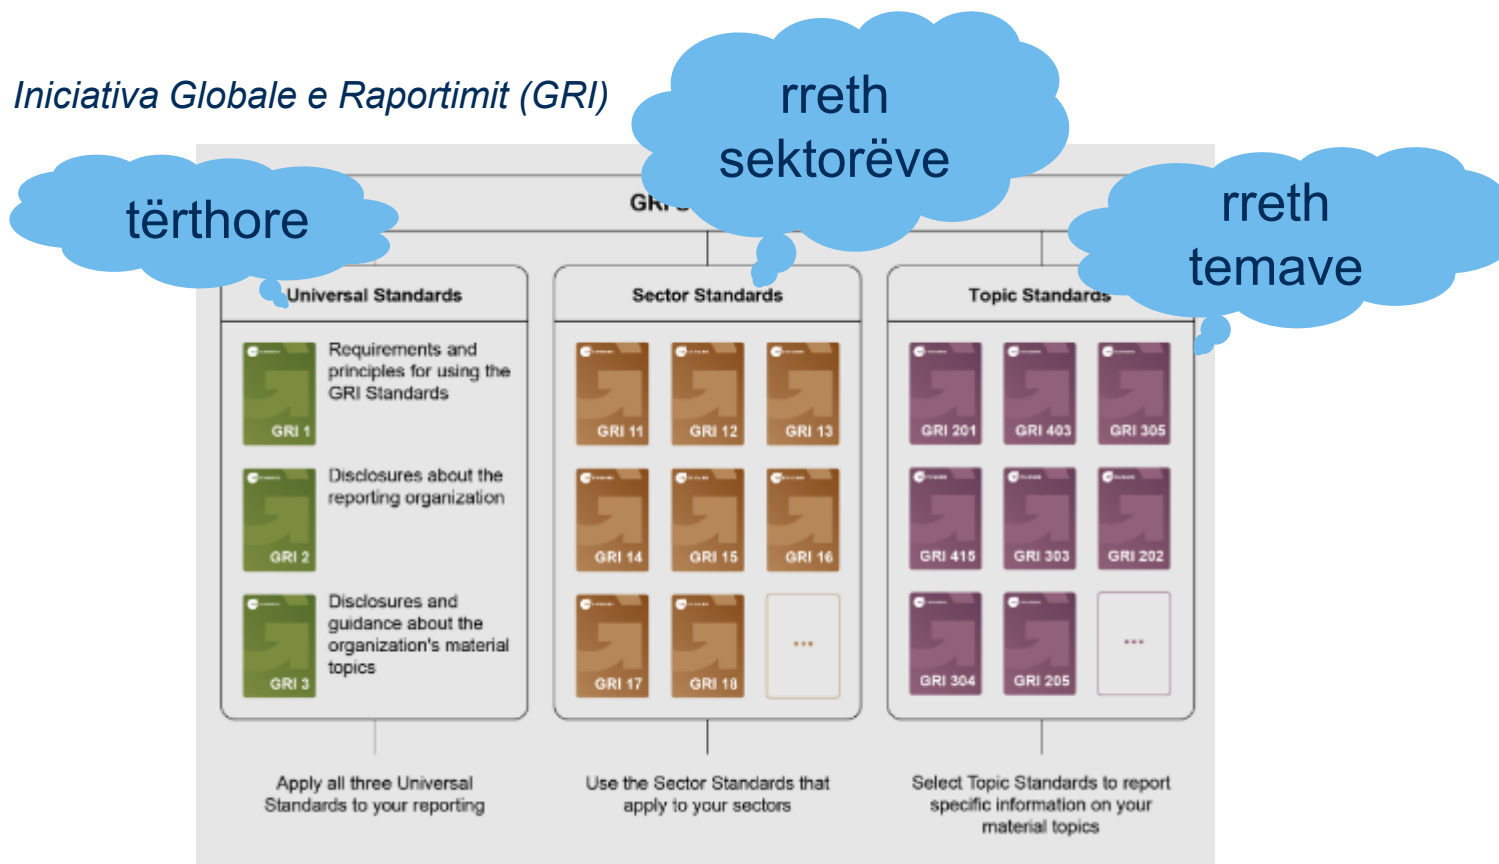 Iniciativa Globale e Raportimit (GRI)
rreth
sektorëve
tërthore
rreth
temave
GRI
Universal Standards
Sector Standards
Topic Standards
Requirements and
principles for using the
GRI Standards
GRI 1
Disclosures about the
reporting organization
GRI 2
Disclosures and
guidance about the
organization's material
topics
GRI 3
GRI 11
GRI 12
GRI 13
GRI 14
GRI 15
GRI 16
GRI 17
GRI 18
...
GRI 201
GRI 403
GRI 305
GRI 415
GRI 303
GRI 202
GRI 304
GRI 205
...
Apply all three Universal
Standards to your reporting
Use the Sector Standards that
apply to your sectors
Select Topic Standards to report
specific information on your
material topics